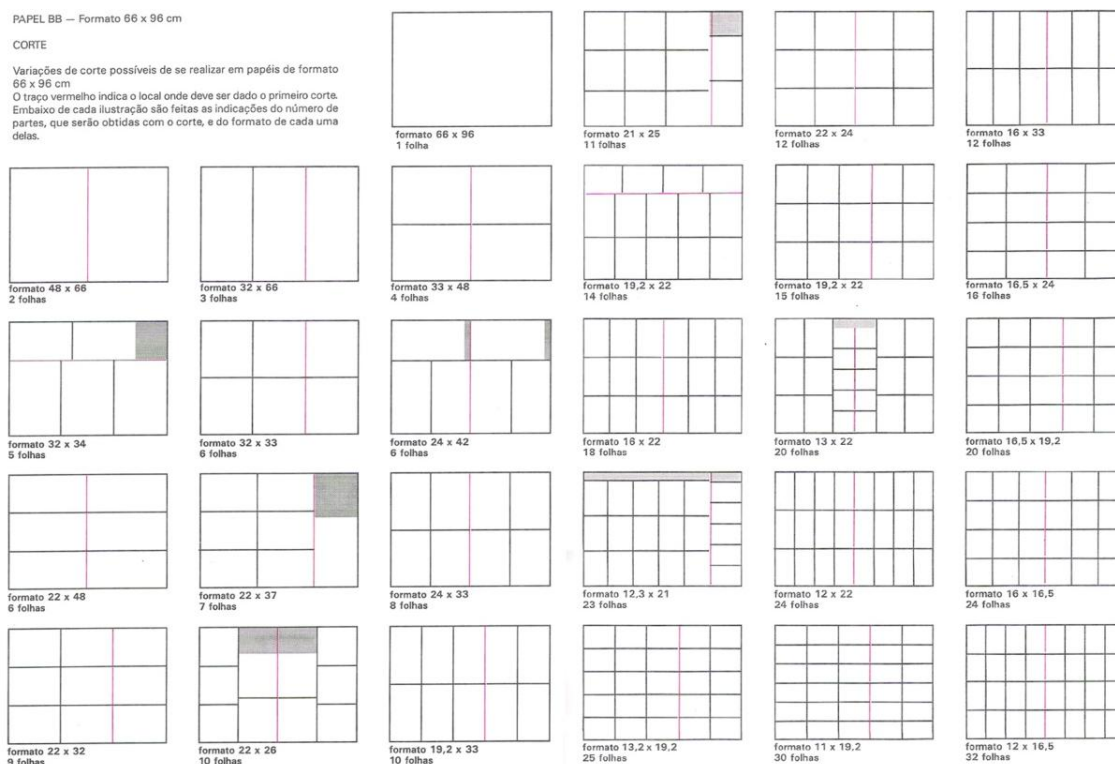 PAPEL BB — Formato 66 x 96 cm
CORTE
Variações de corte possíveis de se realizar em papéis de formato
66 x 96 cm
O traço vermelho indica o local onde deve ser dado o primeiro corte.
Embaixo de cada ilustração são feitas as indicações do número de
partes, que serão obtidas com o corte, e do formato de cada uma
delas.
formato 66 x 96
1 folha
formato 21 x 25
11 folhas
formato 22 x 24
12 folhas
formato 16 x 33
12 folhas
formato 48 x 66
2 folhas
formato 32 x 66
3 folhas
formato 33 x 48
4 folhas
formato 19,2 x 22
14 folhas
formato 19,2 x 22
15 folhas
formato 16,5 x 24
16 folhas
formato 32 x 34
5 folhas
formato 32 x 33
6 folhas
formato 24 x 42
6 folhas
formato 16 x 22
18 folhas
formato 13 x 22
20 folhas
formato 16,5 x 19,2
20 folhas
formato 22 x 48
6 folhas
formato 22 x 37
7 folhas
formato 24 x 33
8 folhas
formato 12,3 x 21
23 folhas
formato 12 x 22
24 folhas
formato 16 x 16,5
24 folhas
formato 22 x 32
9 folhas
formato 22 x 26
10 folhas
formato 19,2 x 33
10 folhas
formato 13,2 x 19,2
25 folhas
formato 11 x 19,2
30 folhas
formato 12 x 16,5
32 folhas